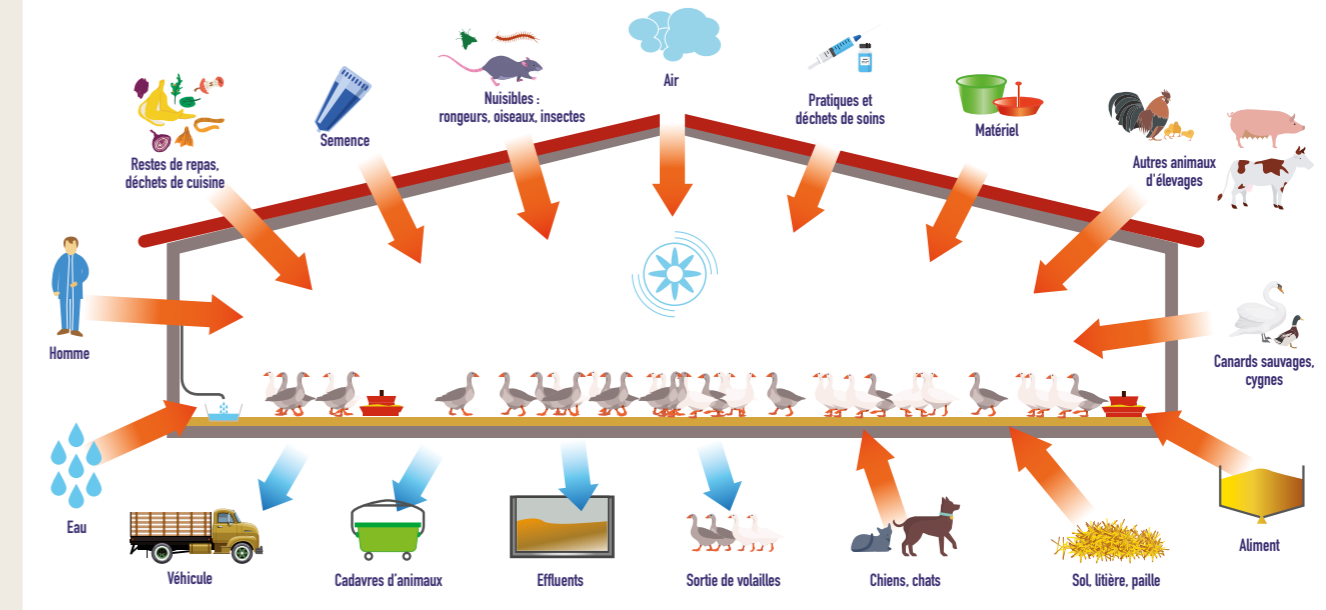 Air
Nuisibles :
rongeurs, oiseaux, insectes
Pratiques et
déchets de soins
Matériel
Semence
Restes de repas,
déchets de cuisine
Autres animaux
d'élevages
Homme
Canards sauvages,
cygnes
Eau
Aliment
Véhicule
Cadavres d'animaux
Effluents
Sortie de volailles
Chiens, chats
Sol, litière, paille